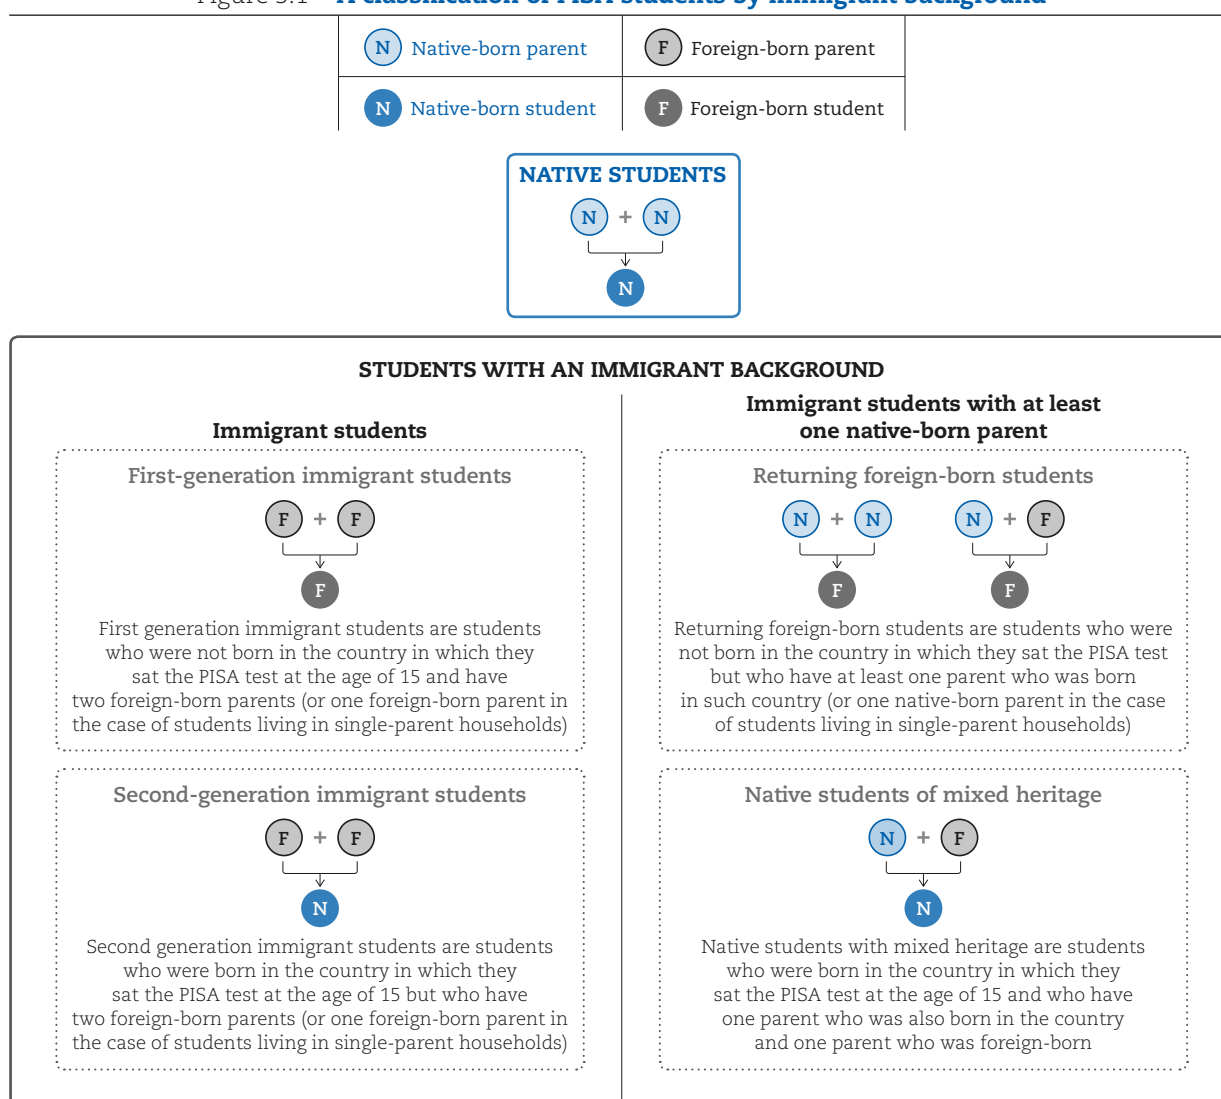 Figure 3.1 A classification of PISA students by immigrant background
N Native-born parent
F Foreign-born parent
N Native-born student
F Foreign-born student
NATIVE STUDENTS
N + N
N
STUDENTS WITH AN IMMIGRANT BACKGROUND
Immigrant students
First-generation immigrant students
F + F
F
First generation immigrant students are students
who were not born in the country in which they
sat the PISA test at the age of 15 and have
two foreign-born parents (or one foreign-born parent in
the case of students living in single-parent households)
Second-generation immigrant students
F + F
N
Second generation immigrant students are students
who were born in the country in which they
sat the PISA test at the age of 15 but who have
two foreign-born parents (or one foreign-born parent in
the case of students living in single-parent households)
Immigrant students with at least
one native-born parent
Returning foreign-born students
N + N N + F
F F
Returning foreign-born students are students who were
not born in the country in which they sat the PISA test
but who have at least one parent who was born
in such country (or one native-born parent in the case
of students living in single-parent households)
Native students of mixed heritage
N + F
N
Native students with mixed heritage are students
who were born in the country in which they
sat the PISA test at the age of 15 and who have
one parent who was also born in the country
and one parent who was foreign-born